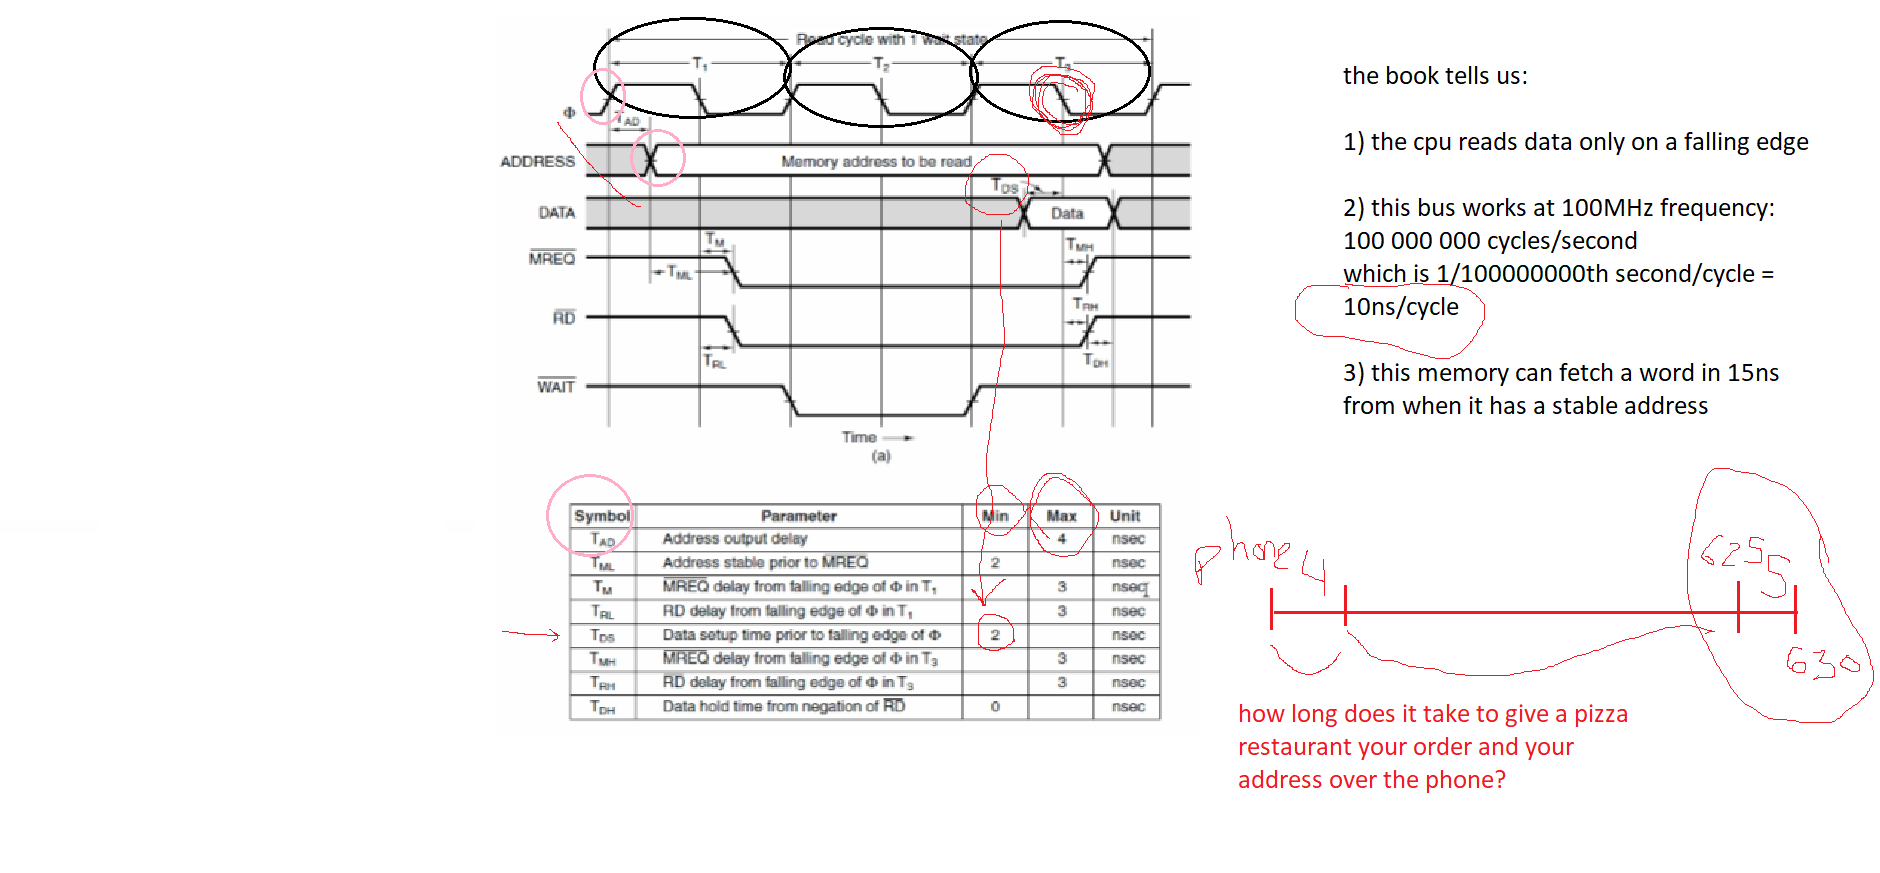 Read cycle with 1 wait state
T1 T2 T3
Φ
TAD
ADDRESS Memory address to be read
TDS
DATA Data
TM TMH
MREQ
TML
TRH
RD
TRL TDH
WAIT
Time
(a)
Symbol Parameter Min Max Unit
TAD Address output delay 4 nsec
TML Address stable prior to MREQ 2 nsec
TM MREQ delay from falling edge of Φ in T1 3 nsec
TRL RD delay from falling edge of Φ in T1 3 nsec
TDS Data setup time prior to falling edge of Φ 2 nsec
TMH MREQ delay from falling edge of Φ in T3 3 nsec
TRH RD delay from falling edge of Φ in T3 3 nsec
TDH Data hold time from negation of RD 0 nsec
the book tells us:
1) the cpu reads data only on a falling edge
2) this bus works at 100MHz frequency:
100 000 000 cycles/second
which is 1/100000000th second/cycle =
10ns/cycle
3) this memory can fetch a word in 15ns
from when it has a stable address
phone 4 625 5
630
how long does it take to give a pizza
restaurant your order and your
address over the phone?